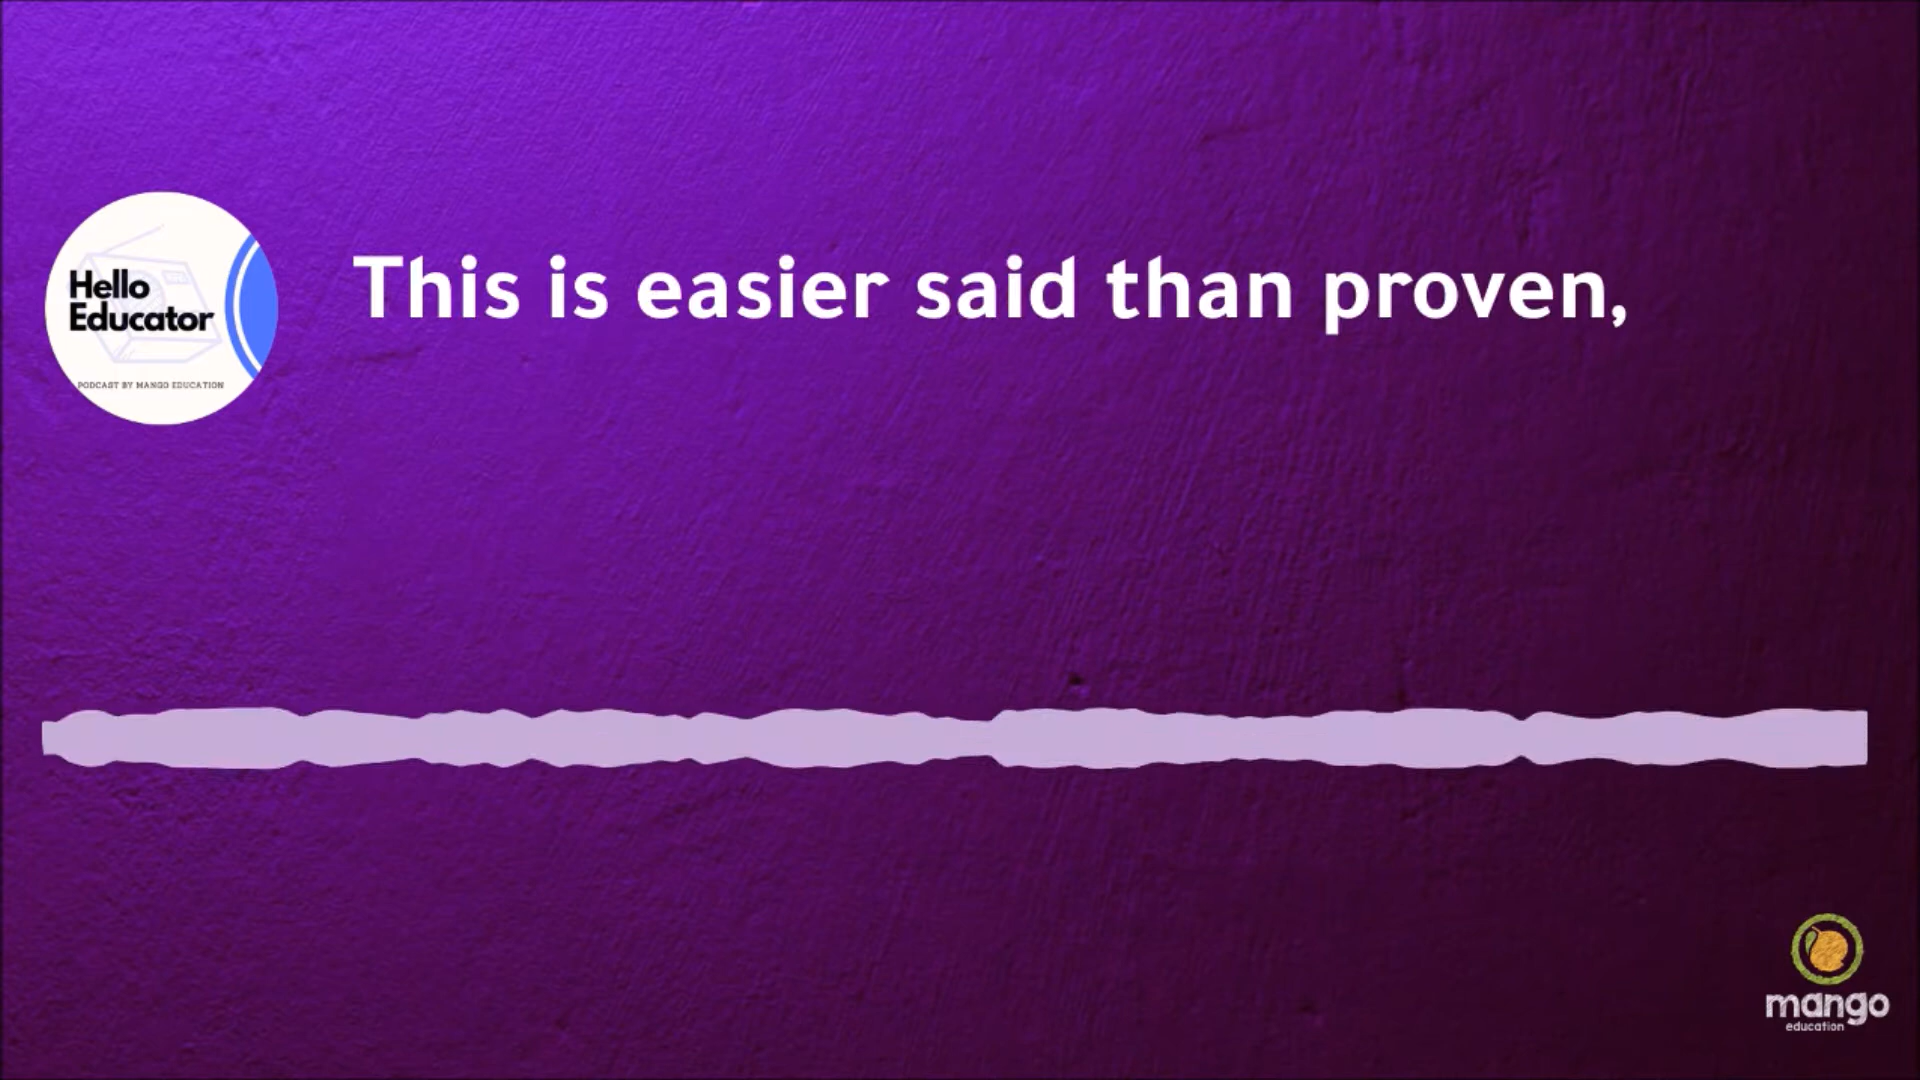 Hello
Educator
PODCAST BY MANGO EDUCATION
This is easier said than proven,
mango
education